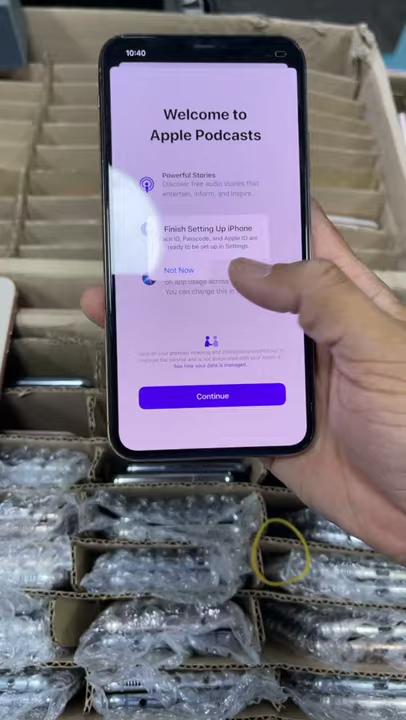 10:40
Welcome to
Apple Podcasts
Powerful Stories
Discover free audio stories that
entertain, inform, and inspire.
Finish Setting Up iPhone
ace ID, Passcode, and Apple ID are
ready to be set up in Settings.
Not Now
on app usage across
You can change this in
See how your data is managed...
Continue